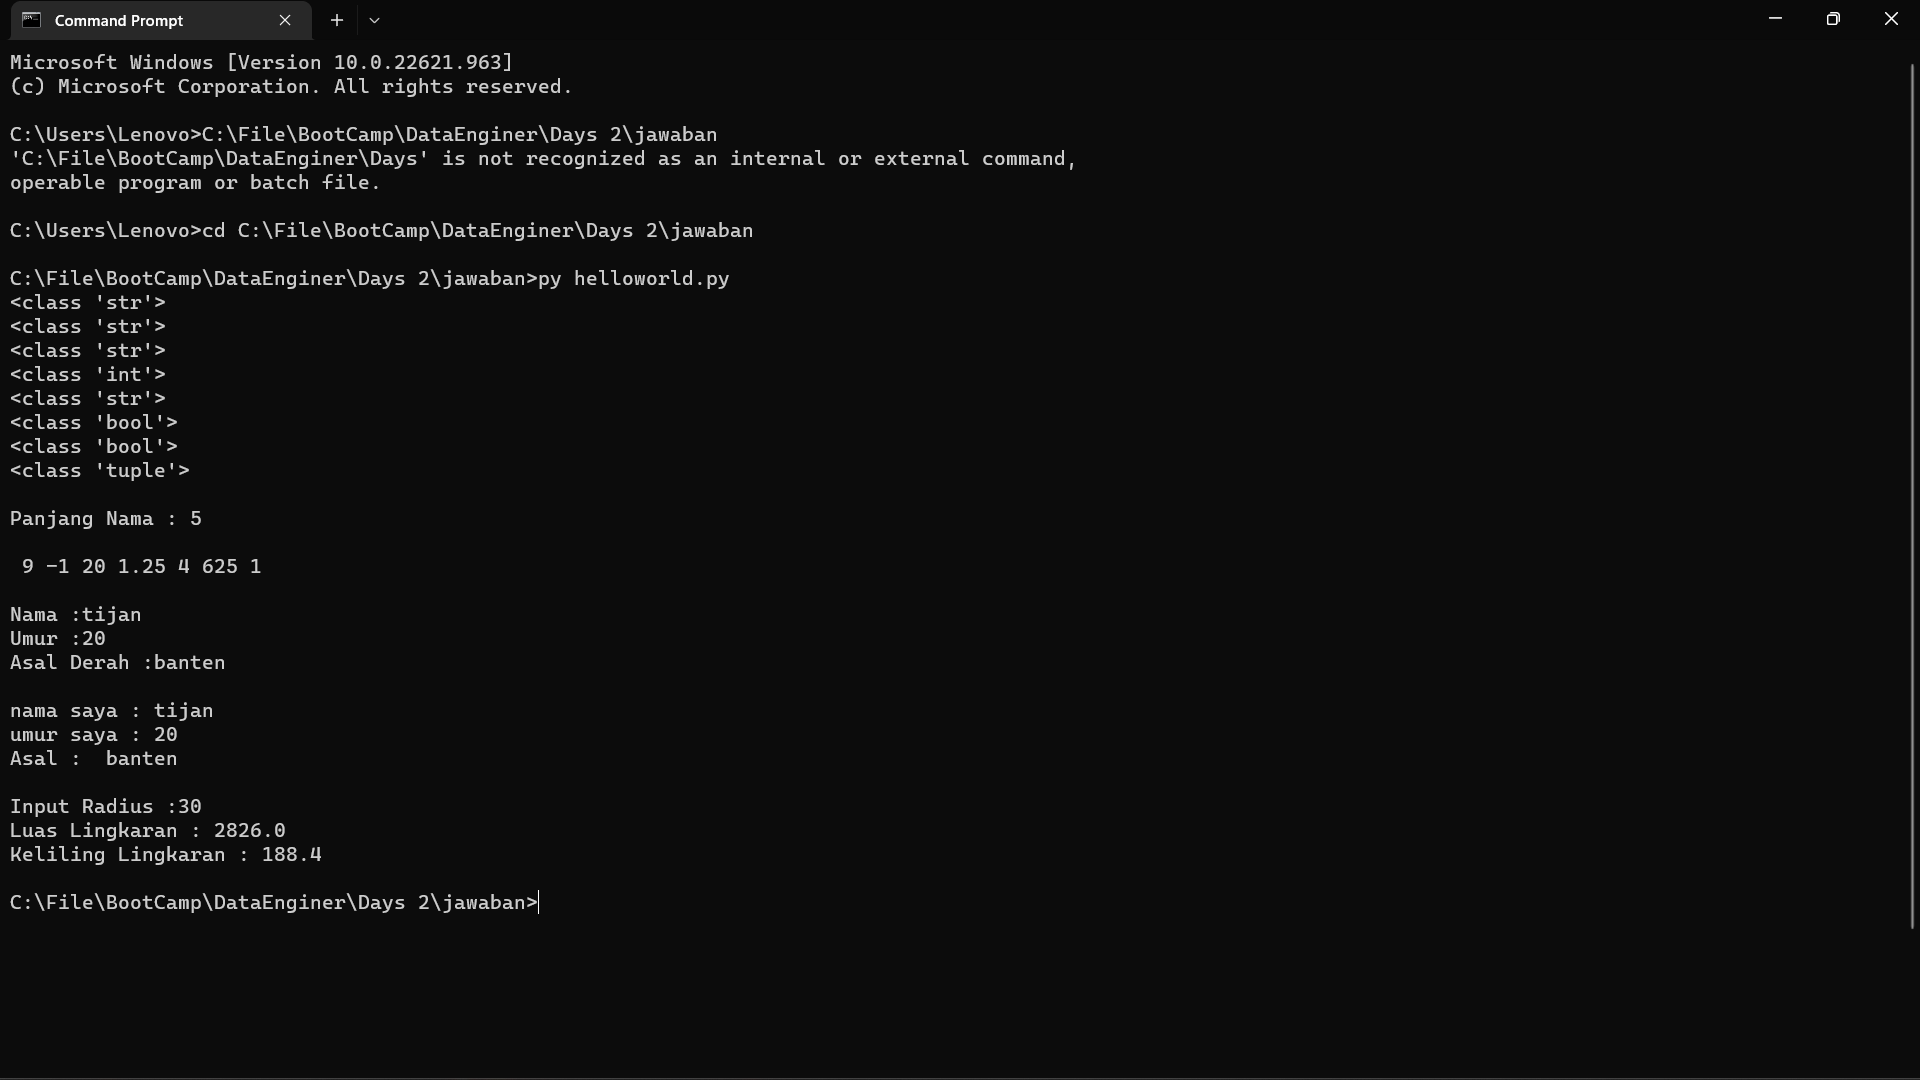 Command Prompt
Microsoft Windows [Version 10.0.22621.963]
(c) Microsoft Corporation. All rights reserved.
C:\Users\Lenovo>C:\File\BootCamp\DataEnginer\Days 2\jawaban
'C:\File\BootCamp\DataEnginer\Days' is not recognized as an internal or external command,
operable program or batch file.
C:\Users\Lenovo>cd C:\File\BootCamp\DataEnginer\Days 2\jawaban
C:\File\BootCamp\DataEnginer\Days 2\jawaban>py helloworld.py
<class 'str'>
<class 'str'>
<class 'str'>
<class 'int'>
<class 'str'>
<class 'bool'>
<class 'bool'>
<class 'tuple'>
Panjang Nama : 5
9 -1 20 1.25 4 625 1
Nama :tijan
Umur :20
Asal Derah :banten
nama saya : tijan
umur saya : 20
Asal :  banten
Input Radius :30
Luas Lingkaran : 2826.0
Keliling Lingkaran : 188.4
C:\File\BootCamp\DataEnginer\Days 2\jawaban>